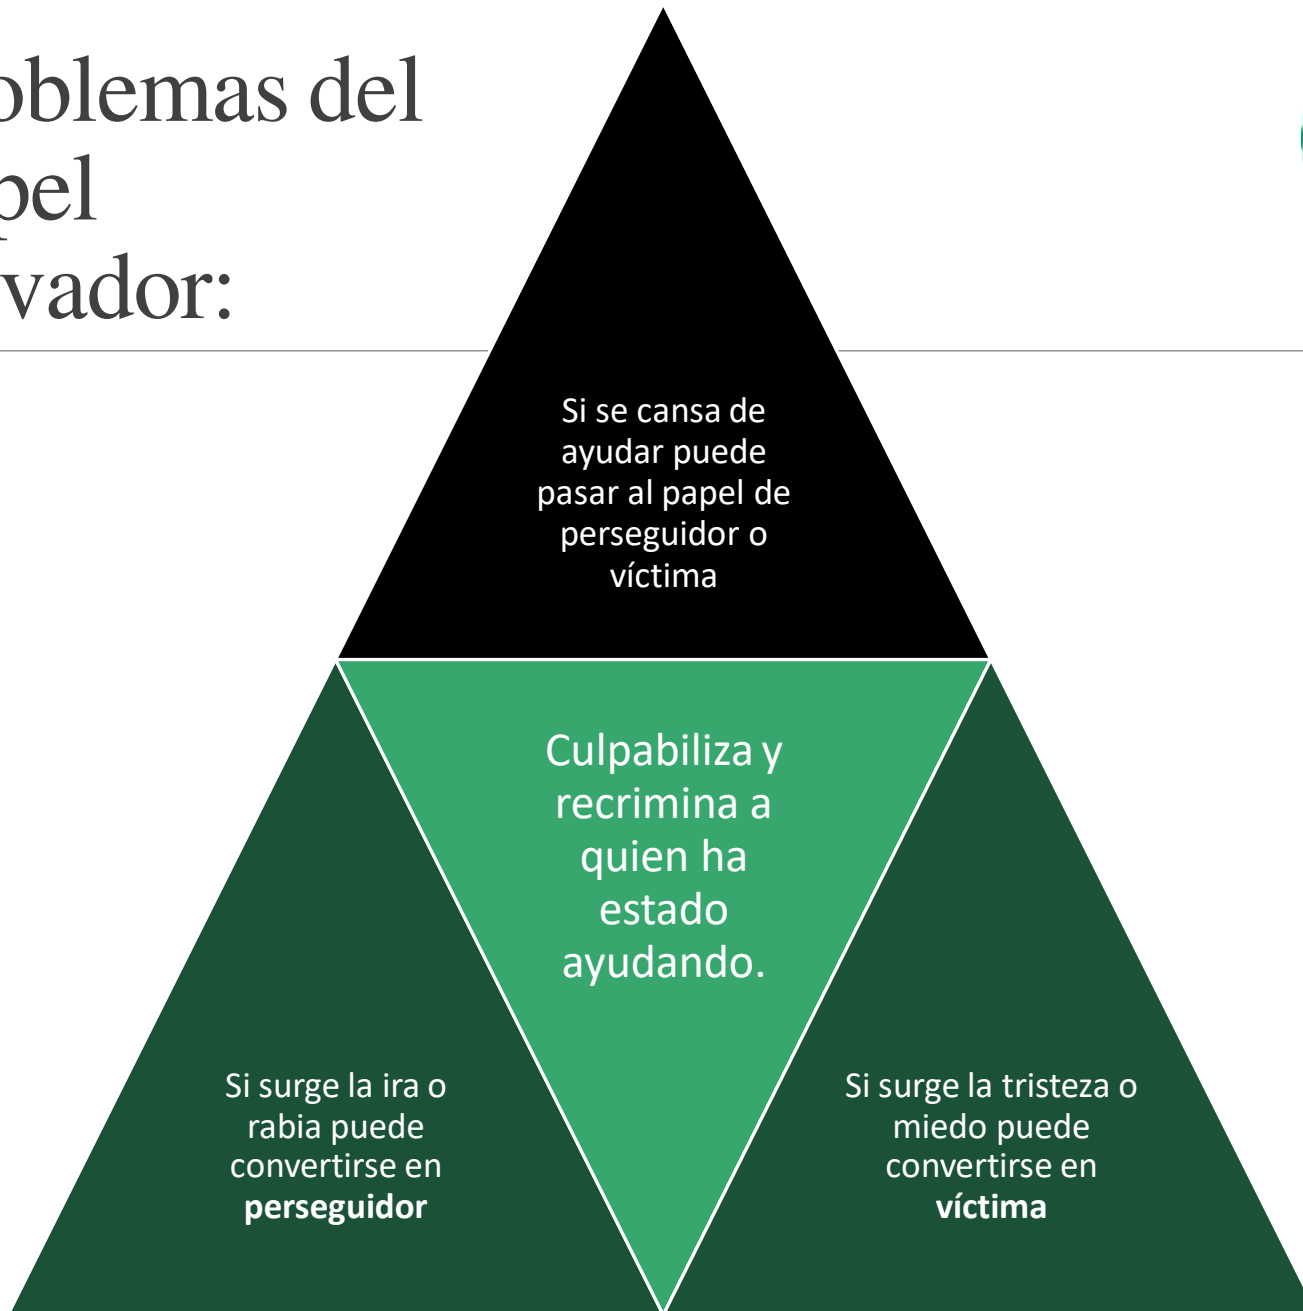 oblemas del
pel
vador:
Si se cansa de
ayudar puede
pasar al papel de
perseguidor o
víctima
Culpabiliza y
recrimina a
quien ha
estado
ayudando.
Si surge la ira o
rabia puede
convertirse en
perseguidor
Si surge la tristeza o
miedo puede
convertirse en
víctima